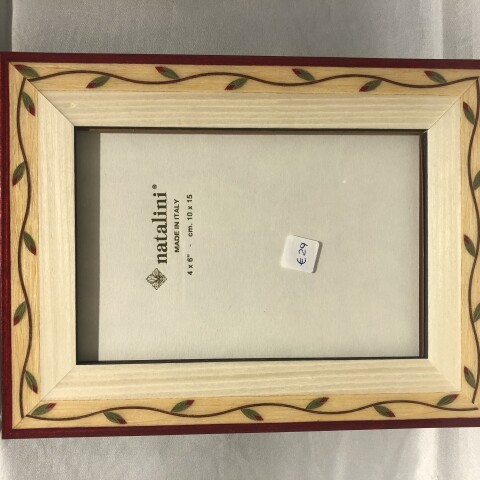 natalini®
MADE IN ITALY
4 x 6" - cm. 10 x 15
€29